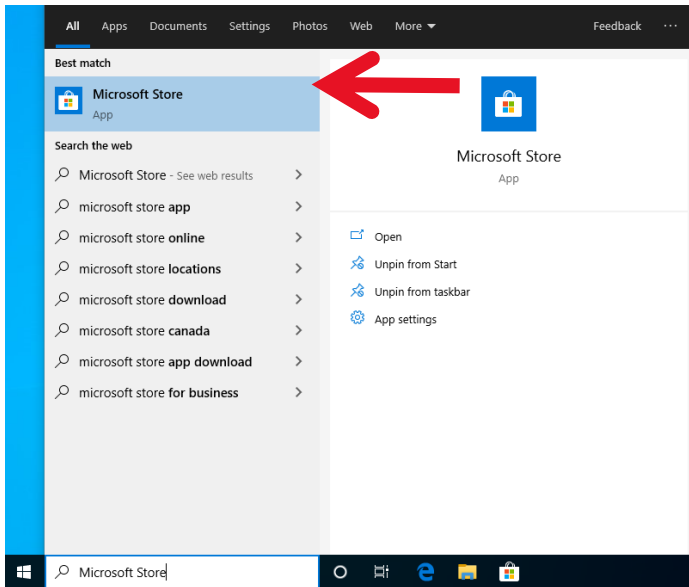 All Apps Documents Settings Photos Web More Feedback ...
Best match
Microsoft Store
App
Search the web
Microsoft Store - See web results
microsoft store app
microsoft store online
microsoft store locations
microsoft store download
microsoft store canada
microsoft store app download
microsoft store for business
Microsoft Store
App
Open
Unpin from Start
Unpin from taskbar
App settings
Microsoft Store